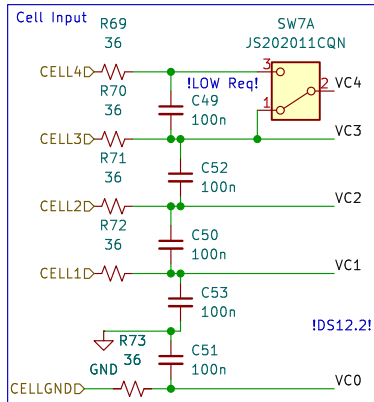 Cell Input
R69
36
SW7A
JS202011CQN
CELL4
!LOW Req!
3
2
VC4
R70
36
C49
100n
1
CELL3
VC3
R71
36
C52
100n
CELL2
VC2
R72
36
C50
100n
CELL1
VC1
C53
100n
!DS12.2!
R73
36
GND
C51
100n
CELLGND
VC0